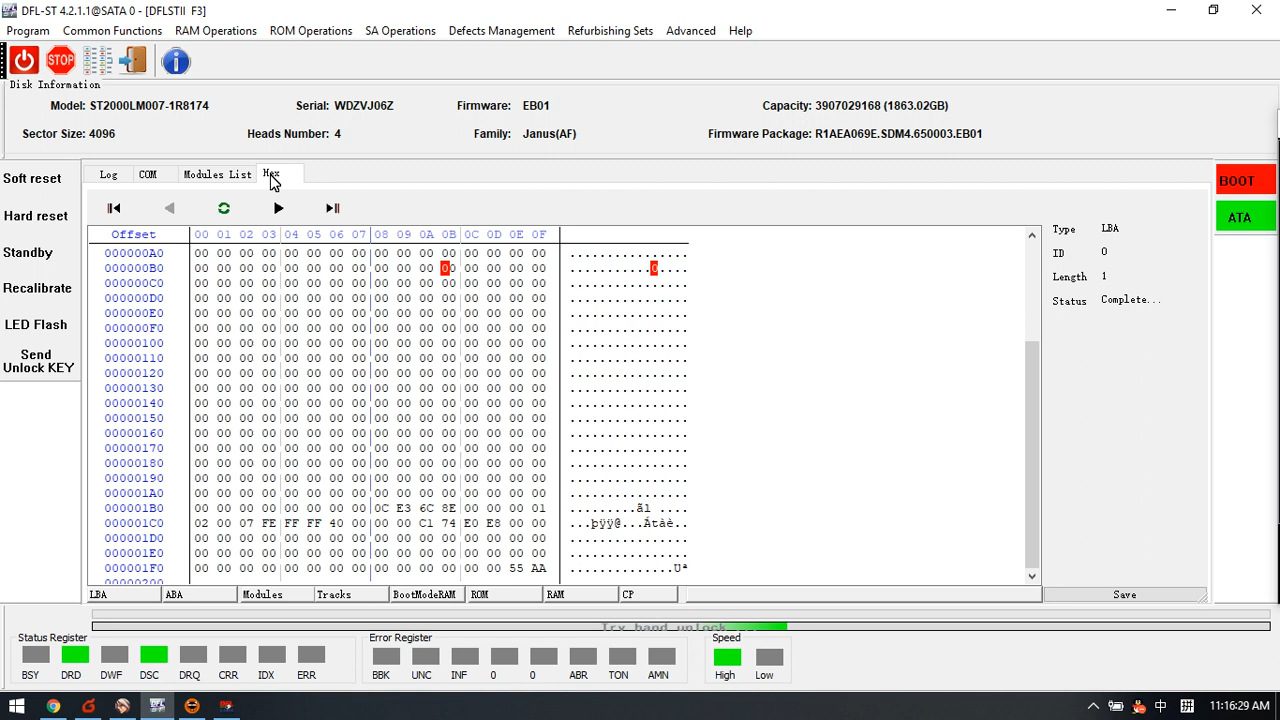 DFL-ST 4.2.1.1@SATA 0 - [DFLSTII F3]
Program Common Functions RAM Operations ROM Operations SA Operations Defects Management Refurbishing Sets Advanced Help
STOP
Disk Information
Model: ST2000LM007-1R8174 Serial: WDZVJ06Z Firmware: EB01 Capacity: 3907029168 (1863.02GB)
Sector Size: 4096 Heads Number: 4 Family: Janus(AF) Firmware Package: R1AEA069E.SDM4.650003.EB01
Soft reset
Hard reset
Standby
Recalibrate
LED Flash
Send
Unlock KEY
Log COM Modules List Hex
Offset 00 01 02 03 04 05 06 07 08 09 0A 0B 0C 0D 0E 0F
000000A0 00 00 00 00 00 00 00 00 00 00 00 00 00 00 00 00 ................
000000B0 00 00 00 00 00 00 00 00 00 00 00 00 00 00 00 00 ...........0....
000000C0 00 00 00 00 00 00 00 00 00 00 00 00 00 00 00 00 ................
000000D0 00 00 00 00 00 00 00 00 00 00 00 00 00 00 00 00 ................
000000E0 00 00 00 00 00 00 00 00 00 00 00 00 00 00 00 00 ................
000000F0 00 00 00 00 00 00 00 00 00 00 00 00 00 00 00 00 ................
00000100 00 00 00 00 00 00 00 00 00 00 00 00 00 00 00 00 ................
00000110 00 00 00 00 00 00 00 00 00 00 00 00 00 00 00 00 ................
00000120 00 00 00 00 00 00 00 00 00 00 00 00 00 00 00 00 ................
00000130 00 00 00 00 00 00 00 00 00 00 00 00 00 00 00 00 ................
00000140 00 00 00 00 00 00 00 00 00 00 00 00 00 00 00 00 ................
00000150 00 00 00 00 00 00 00 00 00 00 00 00 00 00 00 00 ................
00000160 00 00 00 00 00 00 00 00 00 00 00 00 00 00 00 00 ................
00000170 00 00 00 00 00 00 00 00 00 00 00 00 00 00 00 00 ................
00000180 00 00 00 00 00 00 00 00 00 00 00 00 00 00 00 00 ................
00000190 00 00 00 00 00 00 00 00 00 00 00 00 00 00 00 00 ................
000001A0 00 00 00 00 00 00 00 00 00 00 00 00 00 00 00 00 ................
000001B0 00 00 00 00 00 00 00 00 0C E3 6C 8E 00 00 00 01 .........ãl.....
000001C0 02 00 07 FE FF FF 40 00 00 00 C1 74 E0 E8 00 00 ...þÿÿ@...Átàè..
000001D0 00 00 00 00 00 00 00 00 00 00 00 00 00 00 00 00 ................
000001E0 00 00 00 00 00 00 00 00 00 00 00 00 00 00 00 00 ................
000001F0 00 00 00 00 00 00 00 00 00 00 00 00 00 00 55 AA ..............Uª
00000200
Type LBA
ID 0
Length 1
Status Complete...
BOOT
ATA
LBA ABA Modules Tracks BootModeRAM ROM RAM CP Save
Try hand unlock
Status Register Error Register Speed
BSY DRD DWF DSC DRQ CRR IDX ERR BBK UNC INF 0 0 ABR TON AMN High Low
中 拼 11:16:29 AM